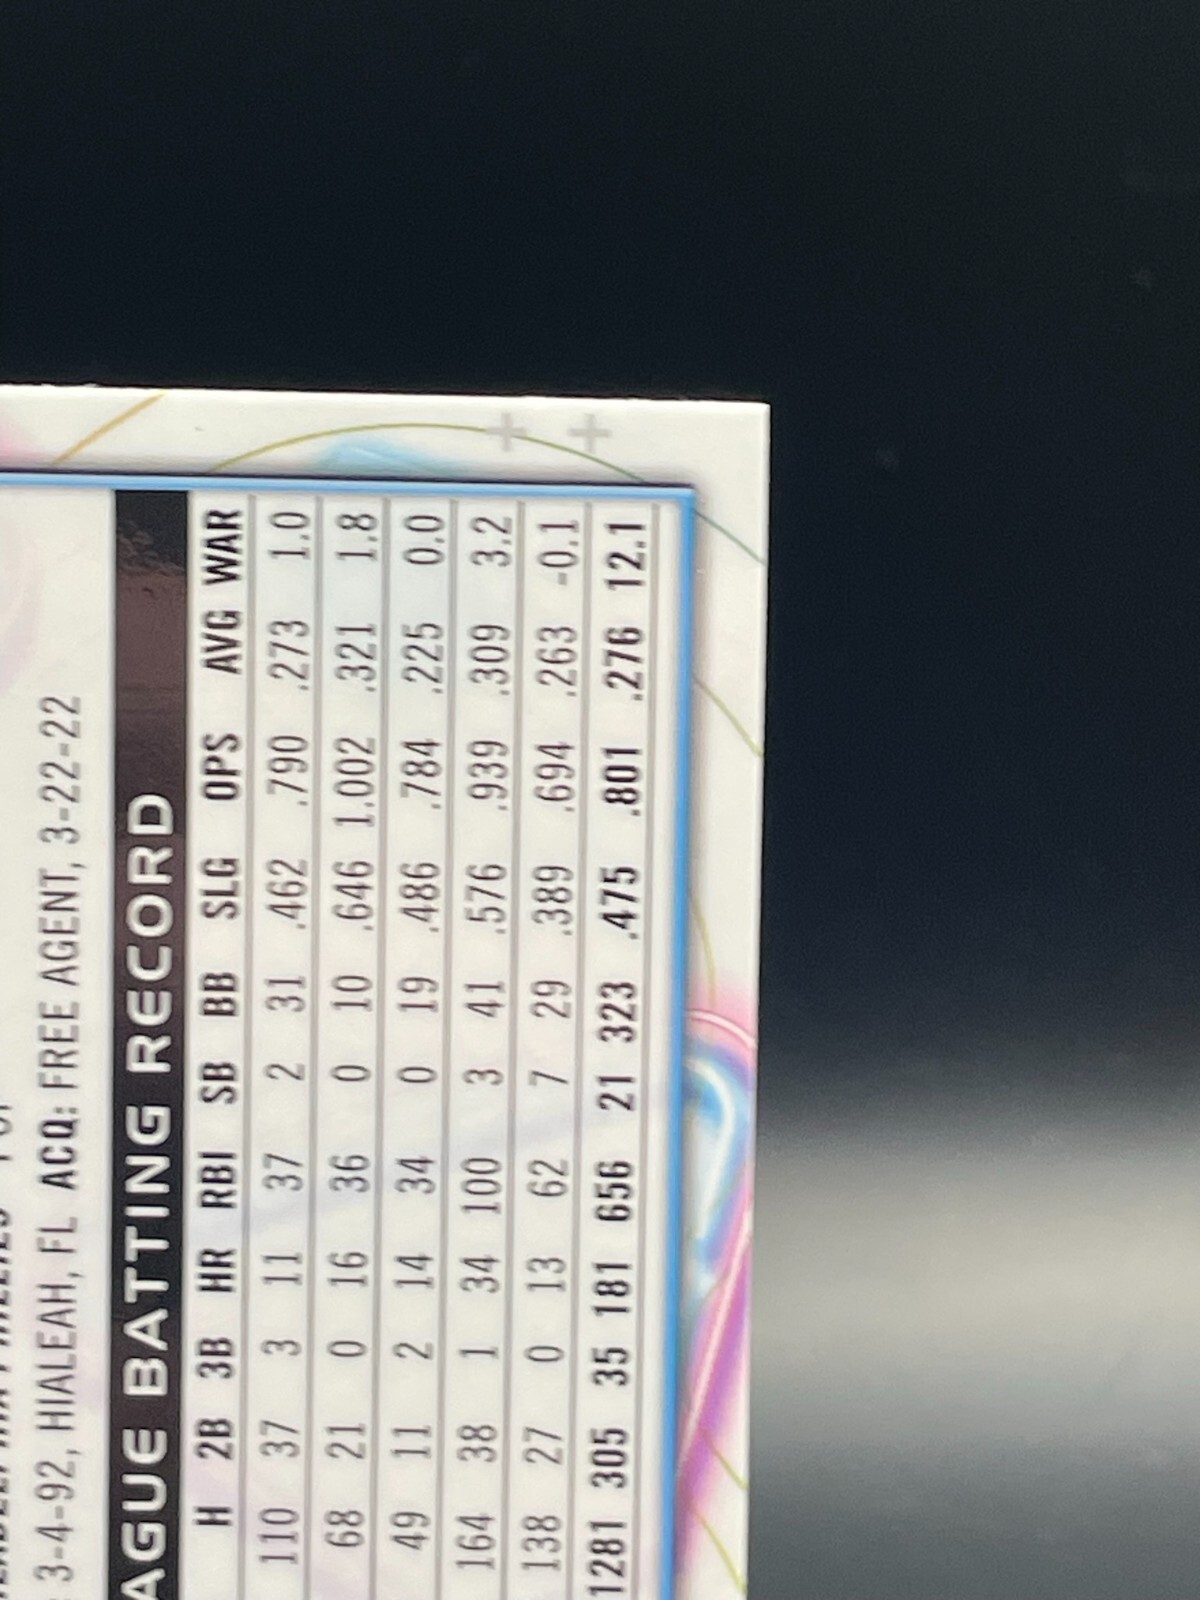 3-4-92, HIALEAH, FL ACQ: FREE AGENT, 3-22-22
AGUE BATTING RECORD
H 2B 3B HR RBI SB BB SLG OPS AVG WAR
110 37 3 11 37 2 31 .462 .790 .273 1.0
68 21 0 16 36 0 10 .646 1.002 .321 1.8
49 11 2 14 34 0 19 .486 .784 .225 0.0
164 38 1 34 100 3 41 .576 .939 .309 3.2
138 27 0 13 62 7 29 .389 .694 .263 -0.1
1281 305 35 181 656 21 323 .475 .801 .276 12.1